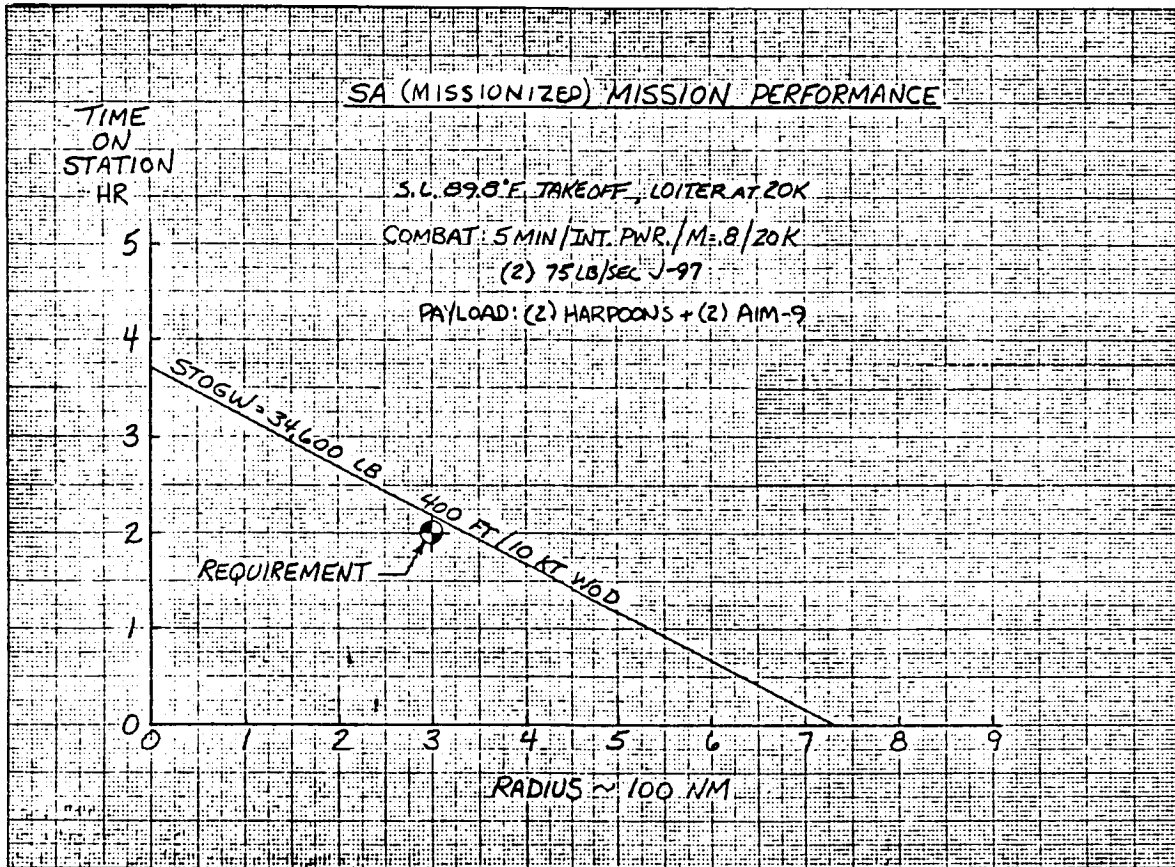 SA (MISSIONIZED) MISSION PERFORMANCE
TIME
ON
STATION
HR
S.L. 89.8°F TAKEOFF, LOITER AT 20K
COMBAT: 5 MIN/INT. PWR./M=.8/20K
(2) 75 LB/SEC J-97
PAYLOAD: (2) HARPOONS + (2) AIM-9
5
4
3
2
1
0
STOGW = 34,600 LB
400 FT/10 KT WOD
REQUIREMENT
0 1 2 3 4 5 6 7 8 9
RADIUS ~ 100 NM